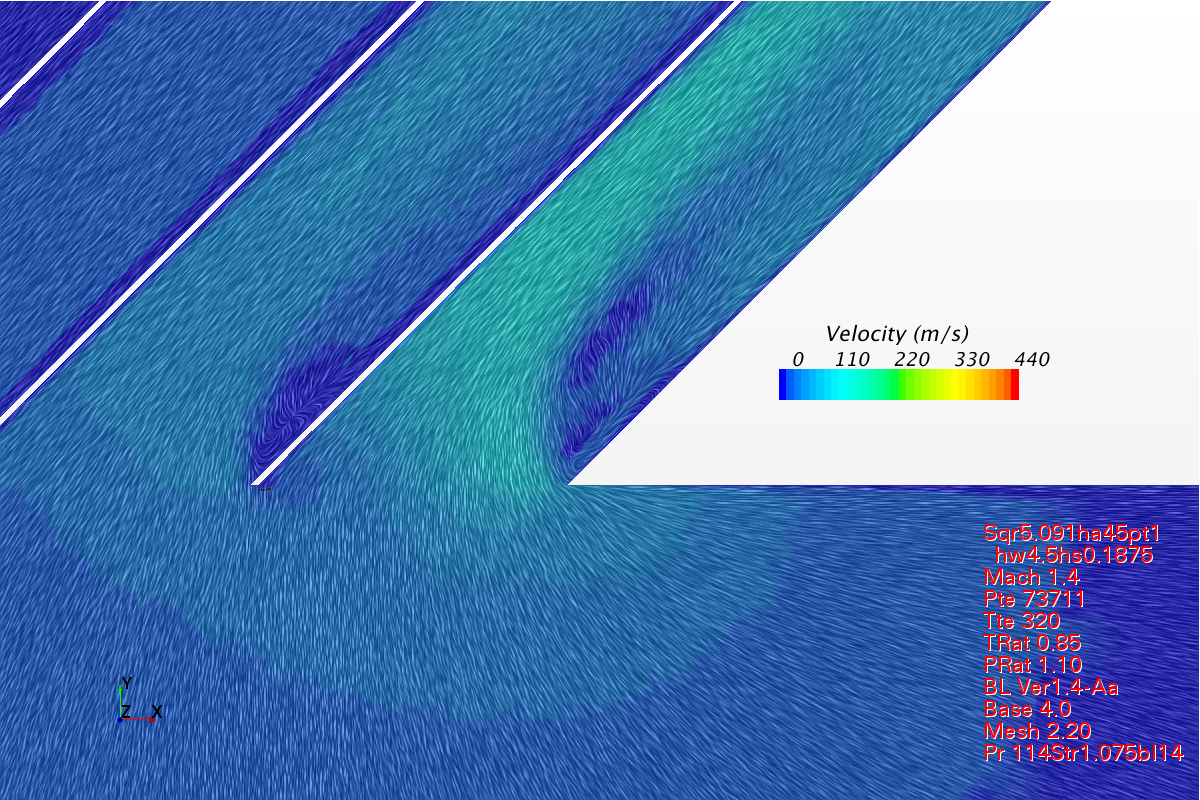 Velocity (m/s)
0 110 220 330 440
Sqr5.091ha45pt1
hw4.5hs0.1875
Mach 1.4
Pte 73711
Tte 320
TRat 0.85
PRat 1.10
BL Ver1.4-Aa
Base 4.0
Mesh 2.20
Pr 114Str1.075bl14
Y
Z X